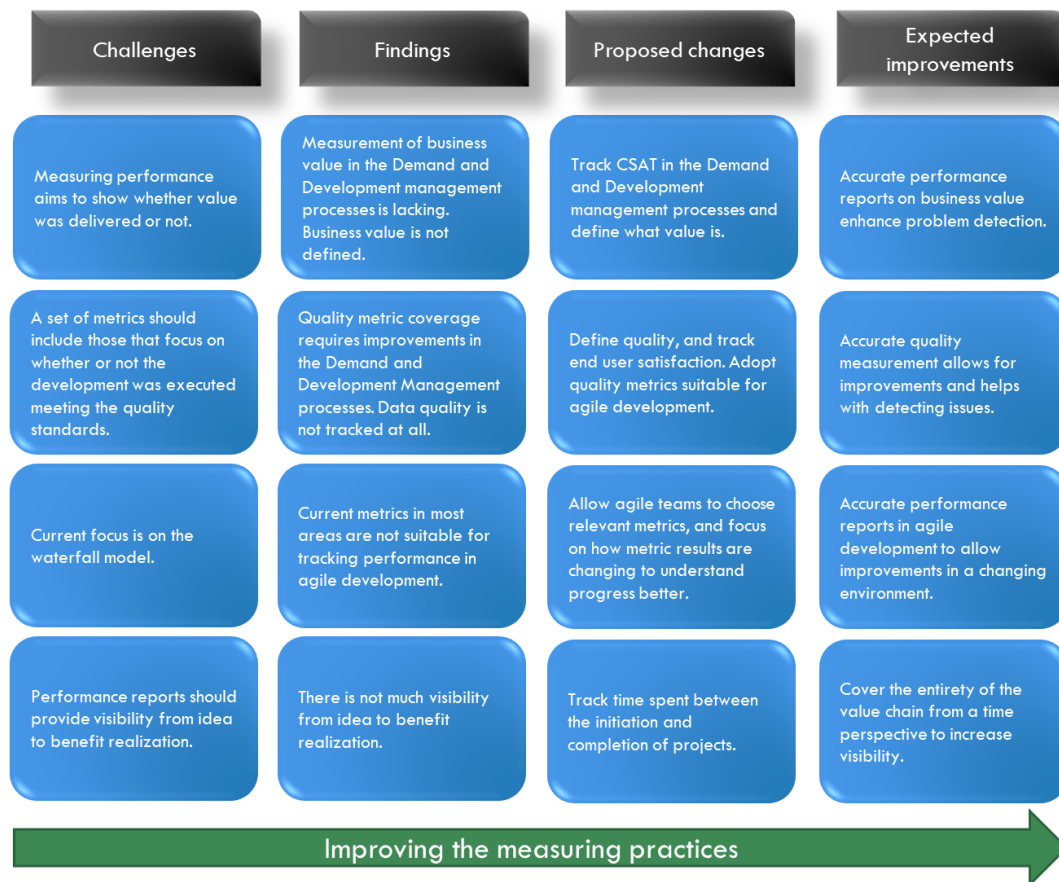 Challenges
Findings
Proposed changes
Expected
improvements
Measuring performance
aims to show whether value
was delivered or not.
Measurement of business
value in the Demand and
Development management
processes is lacking.
Business value is not
defined.
Track CSAT in the Demand
and Development
management processes and
define what value is.
Accurate performance
reports on business value
enhance problem detection.
A set of metrics should
include those that focus on
whether or not the
development was executed
meeting the quality
standards.
Quality metric coverage
requires improvements in
the Demand and
Development Management
processes. Data quality is
not tracked at all.
Define quality, and track
end user satisfaction. Adopt
quality metrics suitable for
agile development.
Accurate quality
measurement allows for
improvements and helps
with detecting issues.
Current focus is on the
waterfall model.
Current metrics in most
areas are not suitable for
tracking performance in
agile development.
Allow agile teams to choose
relevant metrics, and focus
on how metric results are
changing to understand
progress better.
Accurate performance
reports in agile
development to allow
improvements in a changing
environment.
Performance reports should
provide visibility from idea
to benefit realization.
There is not much visibility
from idea to benefit
realization.
Track time spent between
the initiation and
completion of projects.
Cover the entirety of the
value chain from a time
perspective to increase
visibility.
Improving the measuring practices